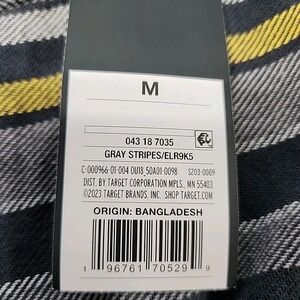 M
043 18 7035
GRAY STRIPES/ELR9K5
C-000966-01-004 OU18_50A01-0098 S203-0009
DIST. BY TARGET CORPORATION MPLS., MN 55403
©2023 TARGET BRANDS, INC. SHOP TARGET.COM
ORIGIN: BANGLADESH
1 96761 70529 9